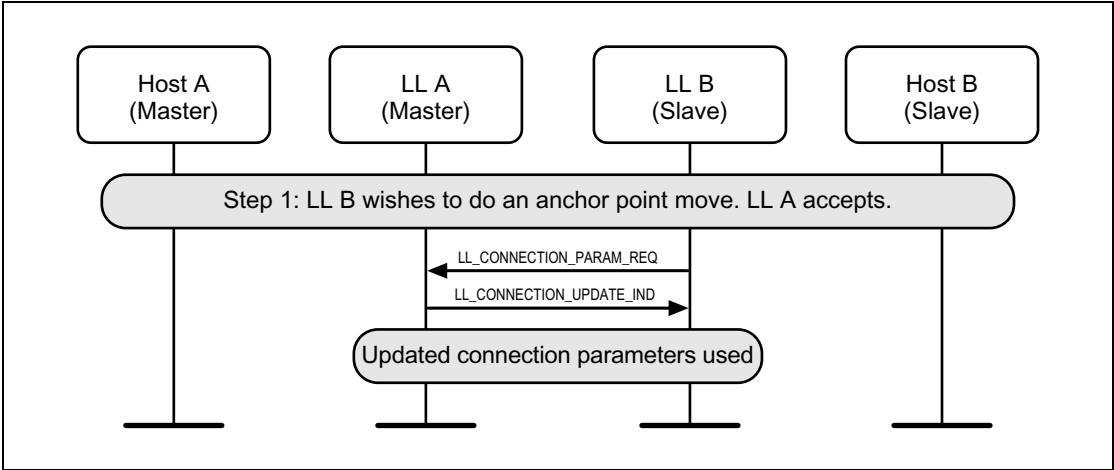 Host A
(Master)
LL A
(Master)
LL B
(Slave)
Host B
(Slave)
Step 1: LL B wishes to do an anchor point move. LL A accepts.
LL_CONNECTION_PARAM_REQ
LL_CONNECTION_UPDATE_IND
Updated connection parameters used